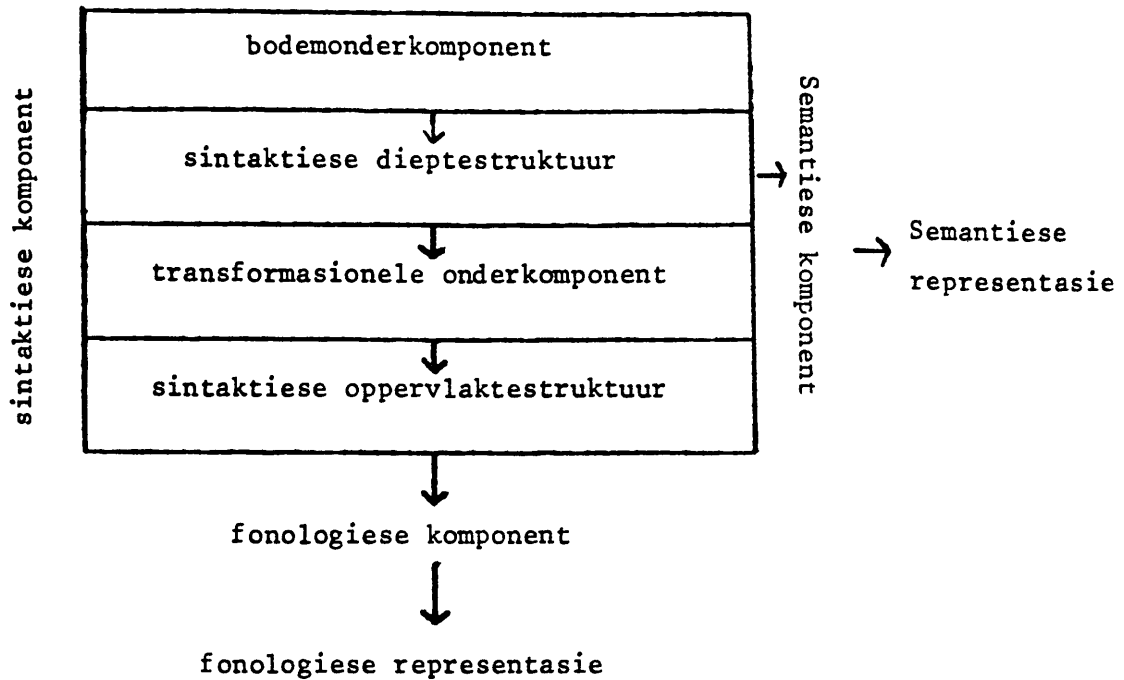 sintaktiese komponent
bodemonderkomponent
sintaktiese dieptestruktuur
transformasionele onderkomponent
sintaktiese oppervlaktestruktuur
Semantiese komponent
Semantiese
representasie
fonologiese komponent
fonologiese representasie